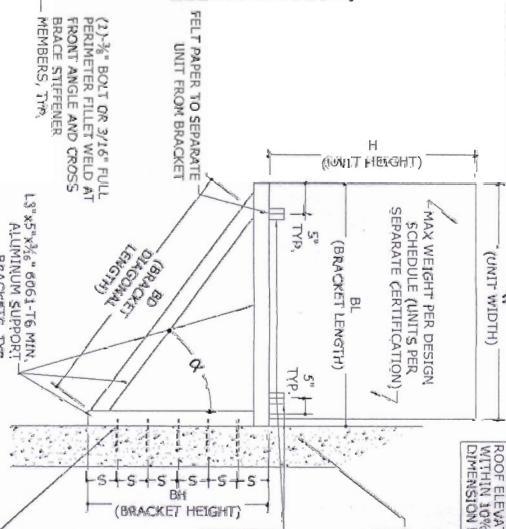 (UNIT WIDTH)
H
(UNIT HEIGHT)
MAX WEIGHT PER DESIGN
SCHEDULE (UNITS PER
SEPARATE CERTIFICATION)
ROOF
WITHIN 10%
DIMENSION
FELT PAPER TO SEPARATE
UNIT FROM BRACKET
5"
TYP.
BL
(BRACKET LENGTH)
5"
TYP.
(1)-3/8" BOLT OR 3/16" FULL
PERIMETER FILLET WELD AT
FRONT ANGLE AND CROSS
BRACE STIFFENER
MEMBERS, TYP.
BD
(BRACKET
DIAGONAL
LENGTH)
α
L3"x5"x3/16" 6061-T6 MIN.
ALUMINUM SUPPORT
BRACKETS, TYP.
S
S
S
S
S
S
BH
(BRACKET HEIGHT)